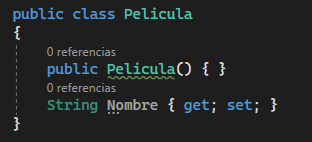 public class Pelicula
{
0 referencias
public Pelicula() { }
0 referencias
String Nombre { get; set; }
}